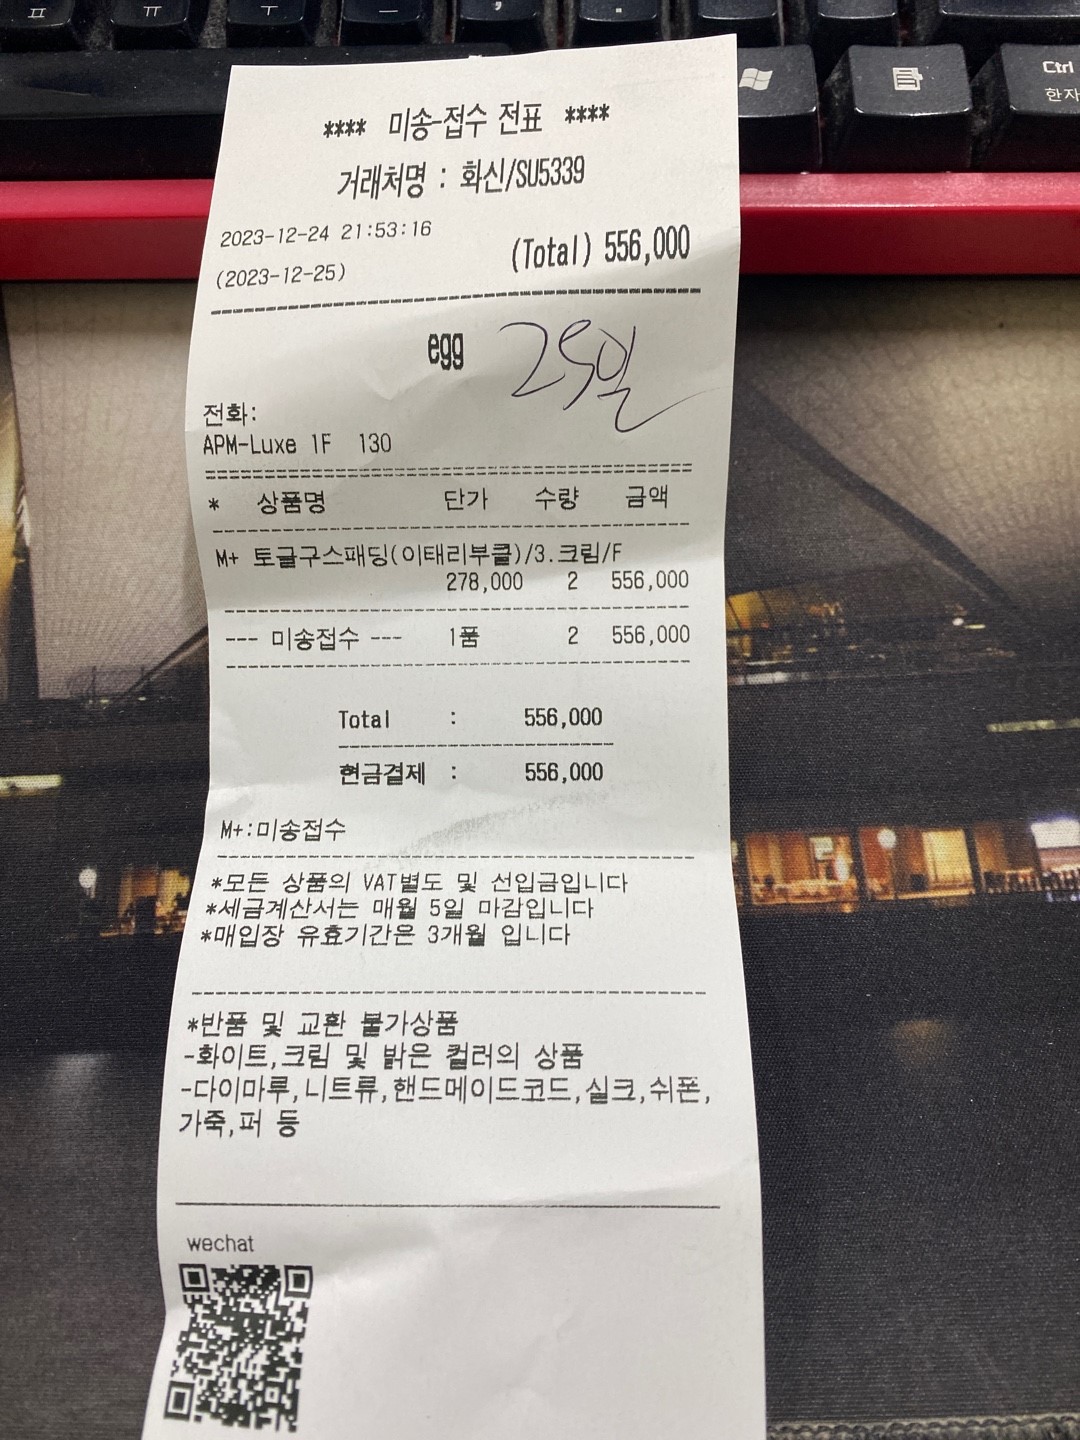 ㅍ ㅠ ㅜ ㅡ , .
Ctrl
한자
**** 미송-접수 전표 ****
거래처명 : 화신/SU5339
2023-12-24 21:53:16
(Total) 556,000
(2023-12-25)
egg 25일
전화:
APM-Luxe 1F 130
* 상품명 단가 수량 금액
M+ 토글구스패딩(이태리부클)/3.크림/F
278,000 2 556,000
--- 미송접수 --- 1품 2 556,000
Total : 556,000
현금결제 : 556,000
M+:미송접수
*모든 상품의 VAT별도 및 선입금입니다
*세금계산서는 매월 5일 마감입니다
*매입장 유효기간은 3개월 입니다
*반품 및 교환 불가상품
-화이트,크림 및 밝은 컬러의 상품
-다이마루,니트류,핸드메이드코드,실크,쉬폰,
가죽,퍼 등
wechat